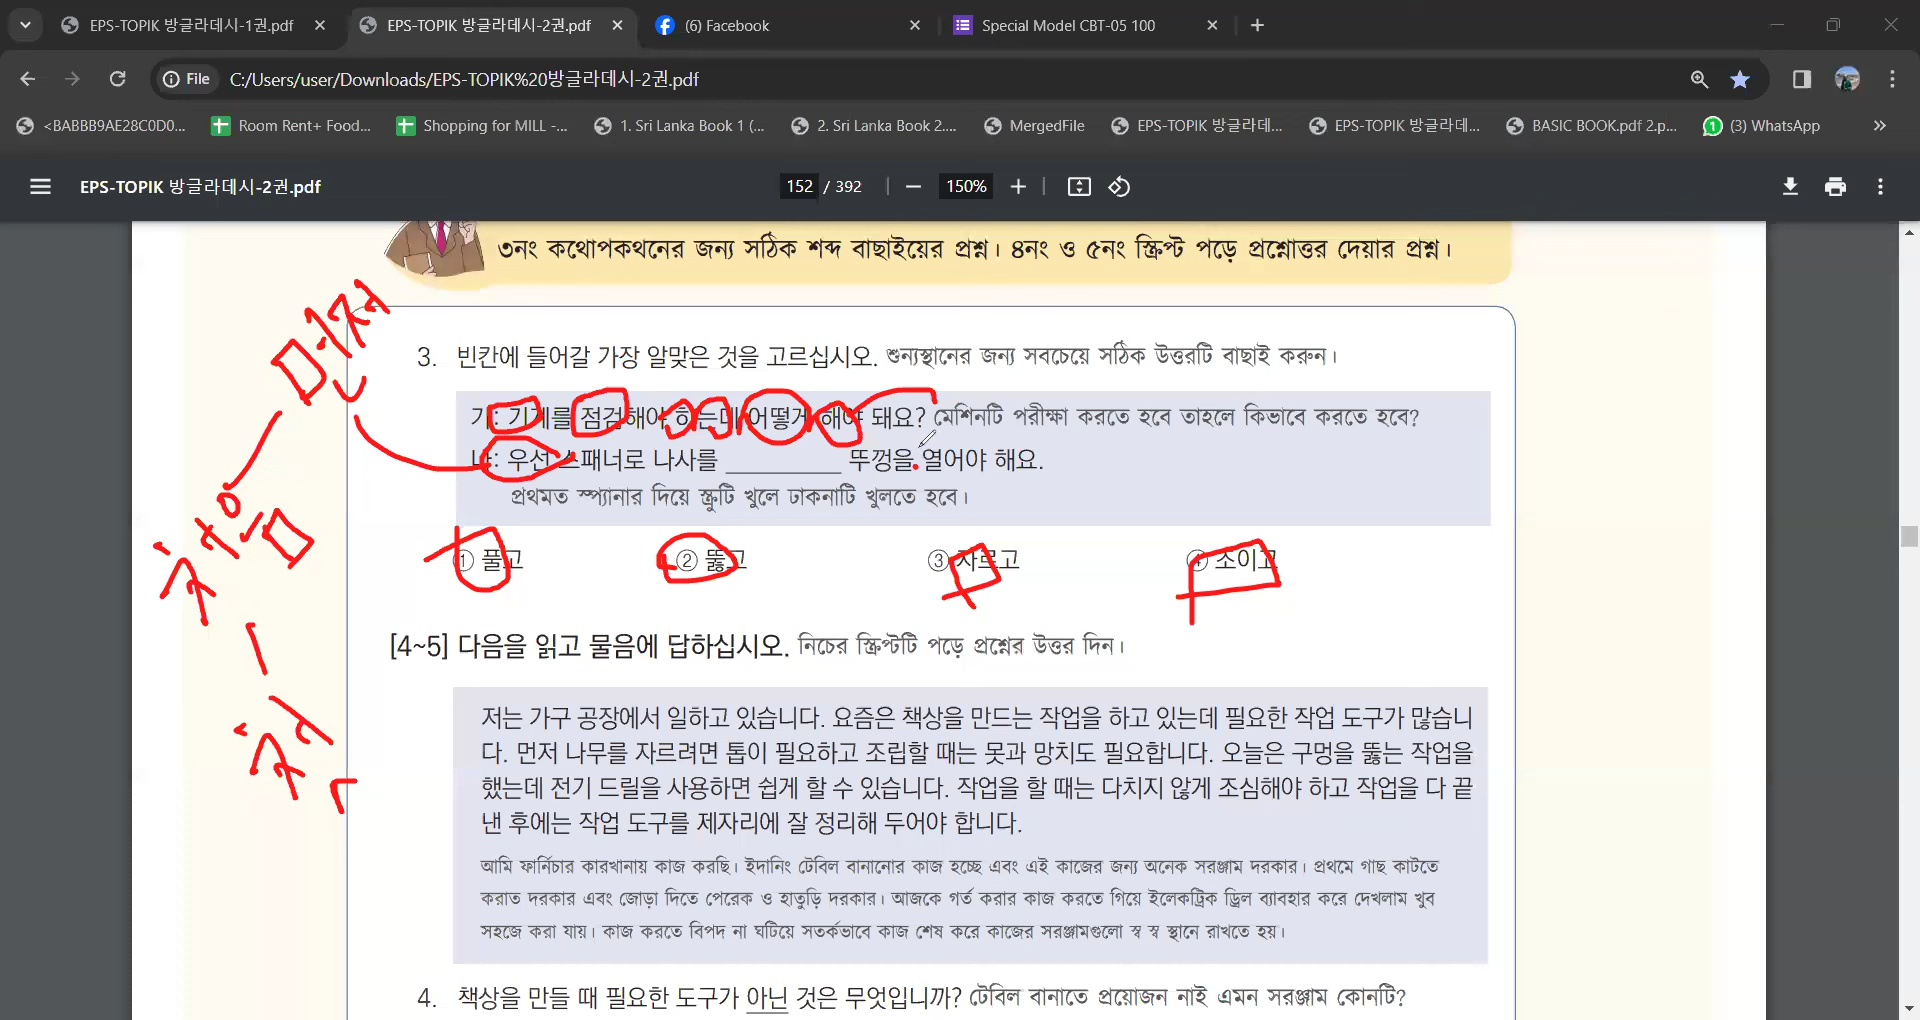 EPS-TOPIK 방글라데시-1권.pdf
EPS-TOPIK 방글라데시-2권.pdf
(6) Facebook
Special Model CBT-05 100
File C:/Users/user/Downloads/EPS-TOPIK%20방글라데시-2권.pdf
<BABBB9AE28C0D0... Room Rent+ Food... Shopping for MILL -... 1. Sri Lanka Book 1 (... 2. Sri Lanka Book 2.... MergedFile EPS-TOPIK 방글라데... EPS-TOPIK 방글라데... BASIC BOOK.pdf 2.p... (3) WhatsApp
EPS-TOPIK 방글라데시-2권.pdf 152 / 392 150%
৩নং কথোপকথনের জন্য সঠিক শব্দ বাছাইয়ের প্রশ্ন। ৪নং ও ৫নং স্ক্রিপ্ট পড়ে প্রশ্নোত্তর দেয়ার প্রশ্ন।
3. 빈칸에 들어갈 가장 알맞은 것을 고르십시오. শুন্যস্থানের জন্য সবচেয়ে সঠিক উত্তরটি বাছাই করুন।
가: 기계를 점검해야 하는데 어떻게 해야 돼요? মেশিনটি পরীক্ষা করতে হবে তাহলে কিভাবে করতে হবে?
나: 우선 스패너로 나사를 __________ 뚜껑을 열어야 해요.
প্রথমত স্প্যানার দিয়ে স্ক্রুটি খুলে ঢাকনাটি খুলতে হবে।
① 풀고 ② 뚫고 ③ 자르고 ④ 조이고
[4~5] 다음을 읽고 물음에 답하십시오. নিচের স্ক্রিপ্টটি পড়ে প্রশ্নের উত্তর দিন।
저는 가구 공장에서 일하고 있습니다. 요즘은 책상을 만드는 작업을 하고 있는데 필요한 작업 도구가 많습니
다. 먼저 나무를 자르려면 톱이 필요하고 조립할 때는 못과 망치도 필요합니다. 오늘은 구멍을 뚫는 작업을
했는데 전기 드릴을 사용하면 쉽게 할 수 있습니다. 작업을 할 때는 다치지 않게 조심해야 하고 작업을 다 끝
낸 후에는 작업 도구를 제자리에 잘 정리해 두어야 합니다.
আমি ফার্নিচার কারখানায় কাজ করছি। ইদানিং টেবিল বানানোর কাজ হচ্ছে এবং এই কাজের জন্য অনেক সরঞ্জাম দরকার। প্রথমে গাছ কাটতে
করাত দরকার এবং জোড়া দিতে পেরেক ও হাতুড়ি দরকার। আজকে গর্ত করার কাজ করতে গিয়ে ইলেকট্রিক ড্রিল ব্যাবহার করে দেখলাম খুব
সহজে করা যায়। কাজ করতে বিপদ না ঘটিয়ে সতর্কভাবে কাজ শেষ করে কাজের সরঞ্জামগুলো স্ব স্ব স্থানে রাখতে হয়।
4. 책상을 만들 때 필요한 도구가 아닌 것은 무엇입니까? টেবিল বানাতে প্রয়োজন নাই এমন সরঞ্জাম কোনটি?